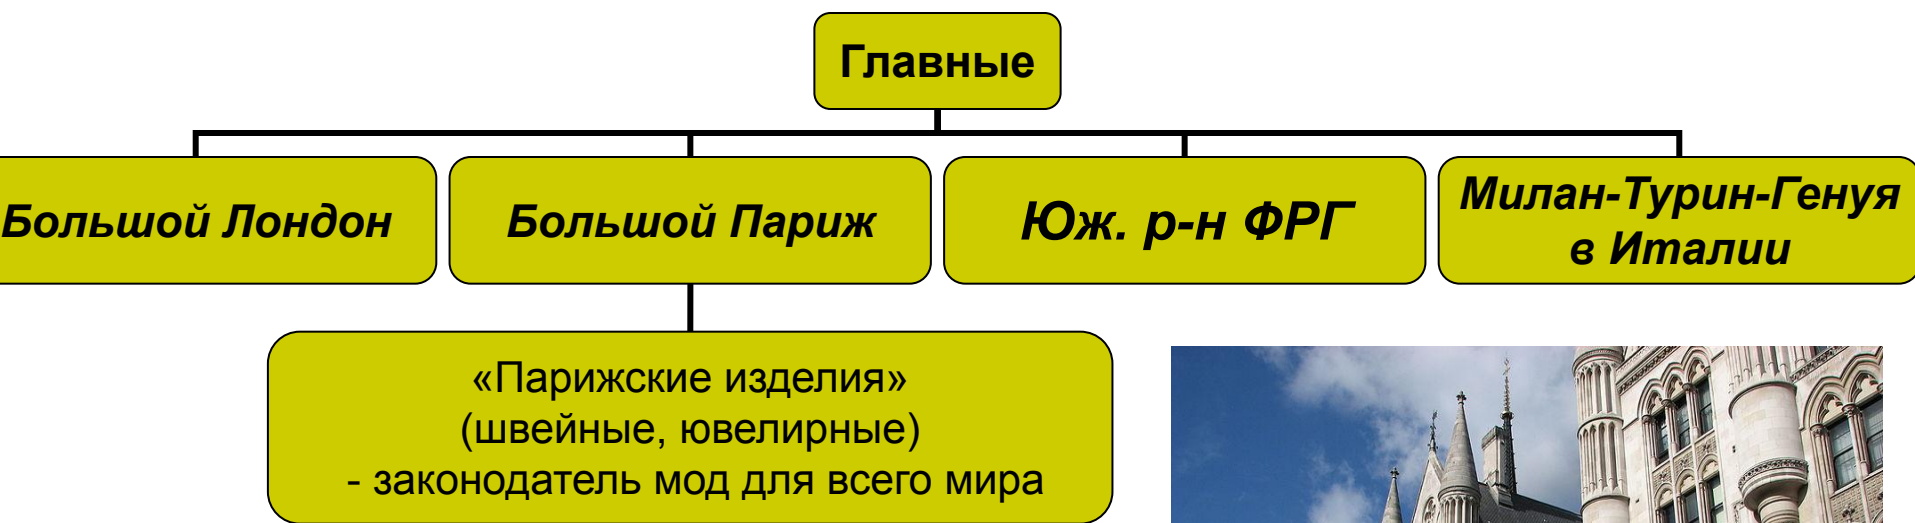 Главные
Большой Лондон
Большой Париж
Юж. р-н ФРГ
Милан-Турин-Генуя
в Италии
«Парижские изделия»
(швейные, ювелирные)
- законодатель мод для всего мира